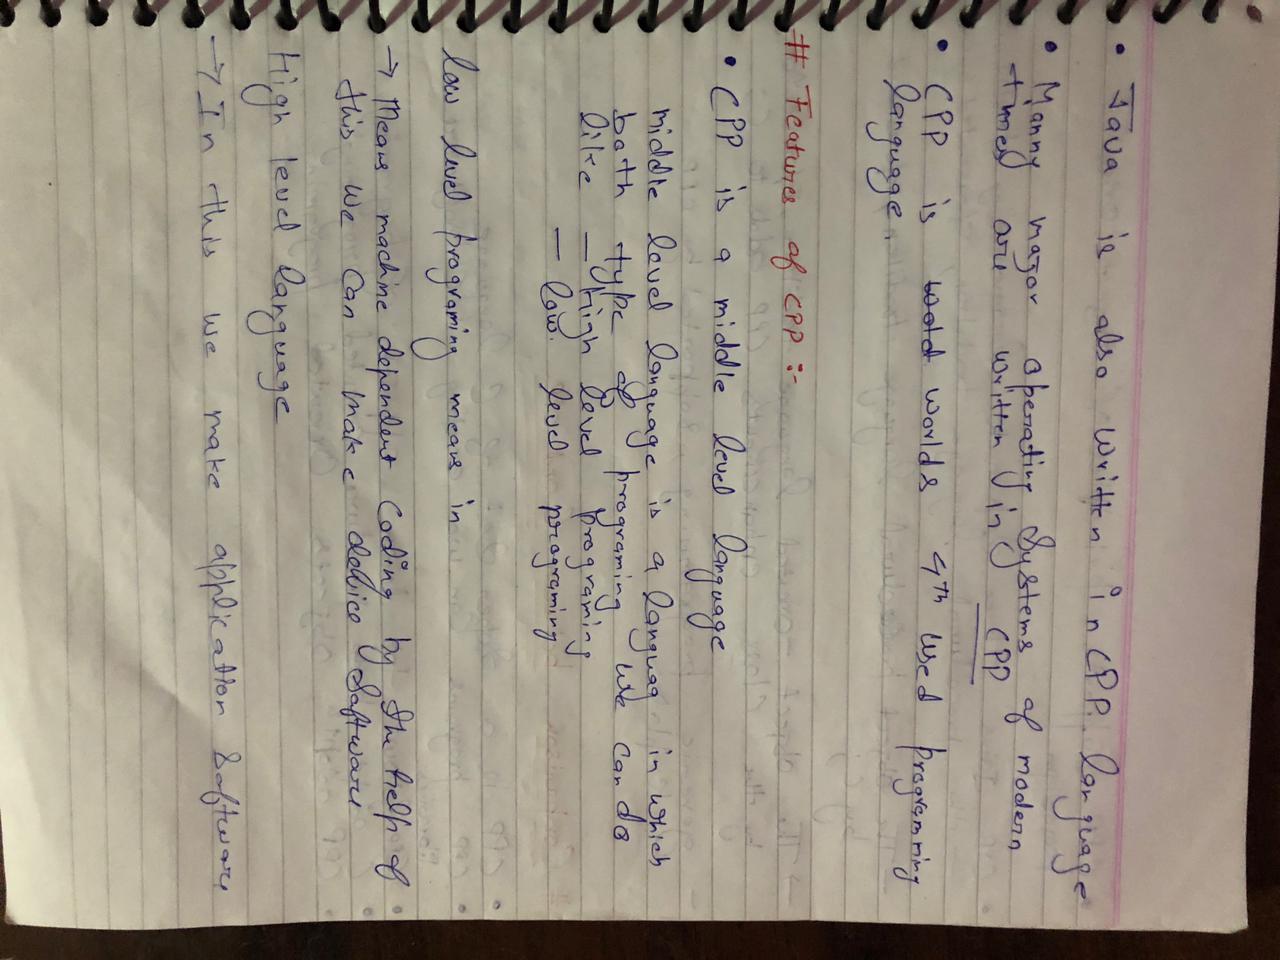 • Java is also written in CPP language
• Manny major operating Systems of modern
times are written in CPP
• CPP is wold worlds 4th used programming
language.
# Features of CPP :-
• CPP is a middle level language
middle level language is a languag in which
both type of programing we can do
like — High level programing
— low level programing
low level programing means in
→ Means machine dependent Coding by the help of
this we Can make device Software
High level language
→ In this we make application Software